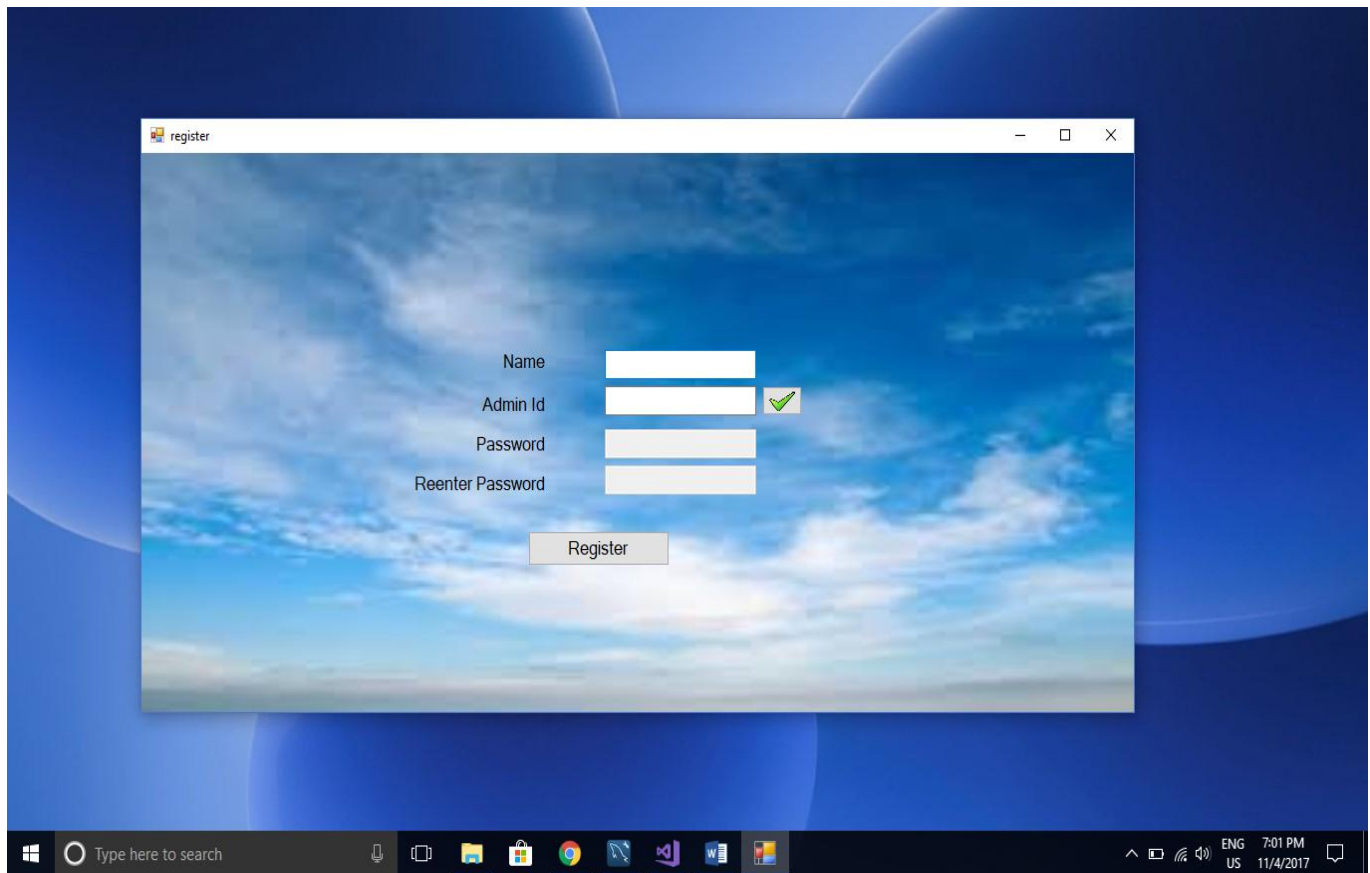 register
Name
Admin Id
Password
Reenter Password
Register
Type here to search
ENG
US
7:01 PM
11/4/2017